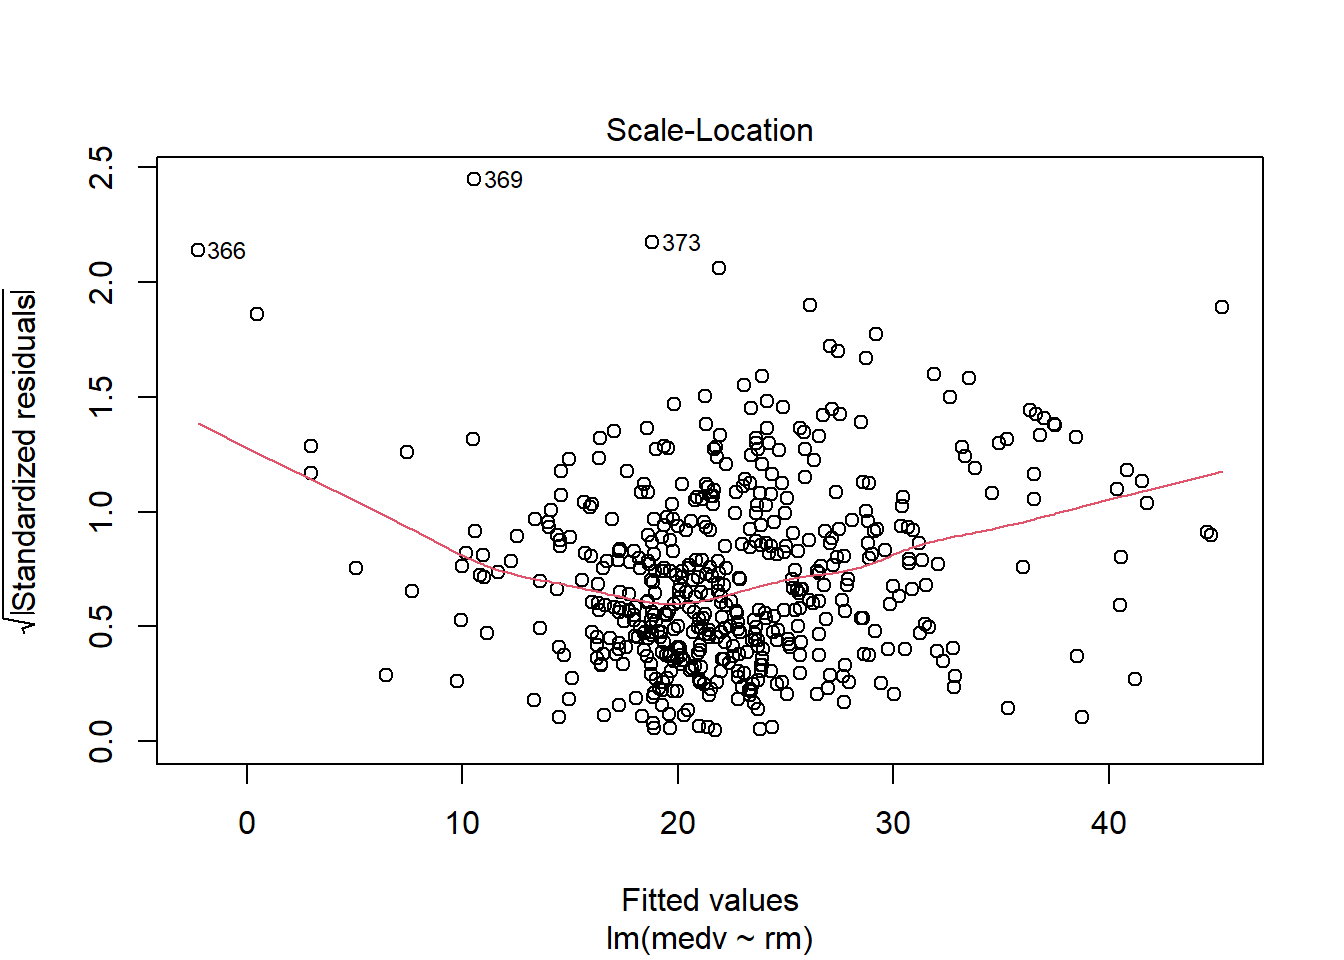 Scale-Location
√|Standardized residuals|
2.5
2.0
1.5
1.0
0.5
0.0
369
373
366
0 10 20 30 40
Fitted values
lm(medv ~ rm)